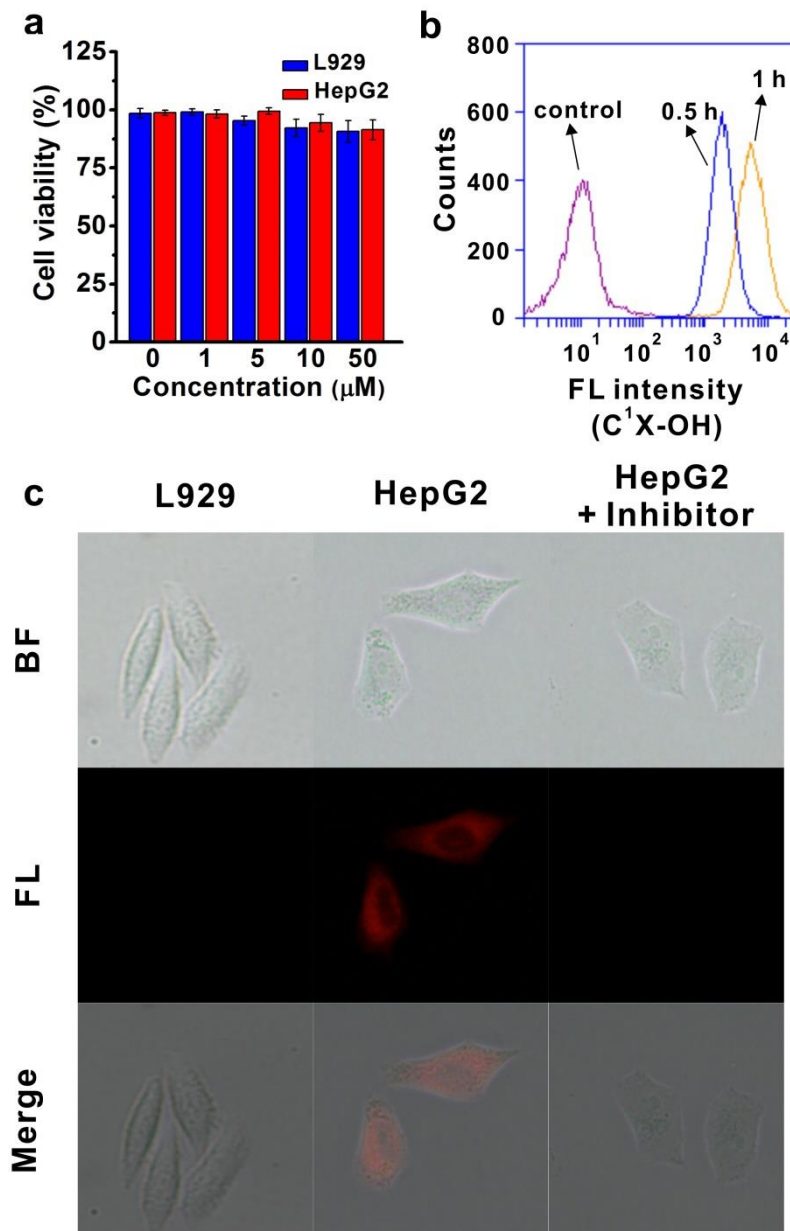 a
L929
HepG2
Cell viability (%)
125
100
75
50
25
0
0 1 5 10 50
Concentration (μM)
b
800
600
400
200
0
Counts
control
0.5 h
1 h
10¹ 10² 10³ 10⁴
FL intensity
(C¹X-OH)
c
L929
HepG2
HepG2
+ Inhibitor
BF
FL
Merge